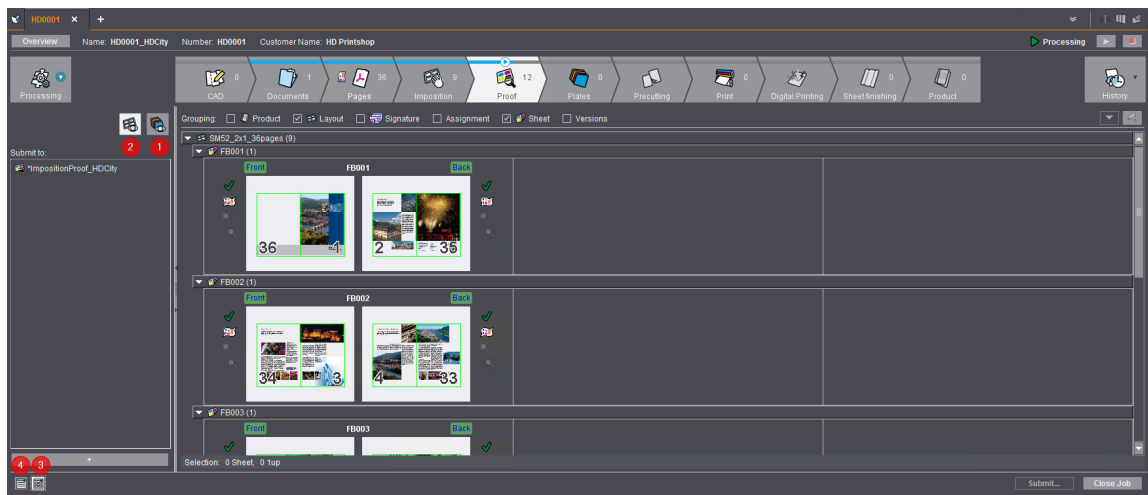 HD0001 × +
Overview Name: HD0001_HDCity Number: HD0001 Customer Name: HD Printshop Processing
Processing
0 CAD
1 Documents
36 Pages
9 Imposition
12 Proof
0 Plates
Precutting
0 Print
Digital Printing
0 Sheet finishing
0 Product
History
Grouping: Product Layout Signature Assignment Sheet Versions
2 1
Submit to:
*ImpositionProof_HDCity
SM52_2x1_36pages (9)
FB001 (1)
Front FB001 Back
36 1 2 35
FB002 (1)
Front FB002 Back
34 3 4 33
FB003 (1)
Front FB003 Back
4 3
+
Selection: 0 Sheet, 0 1up
Submit... Close Job